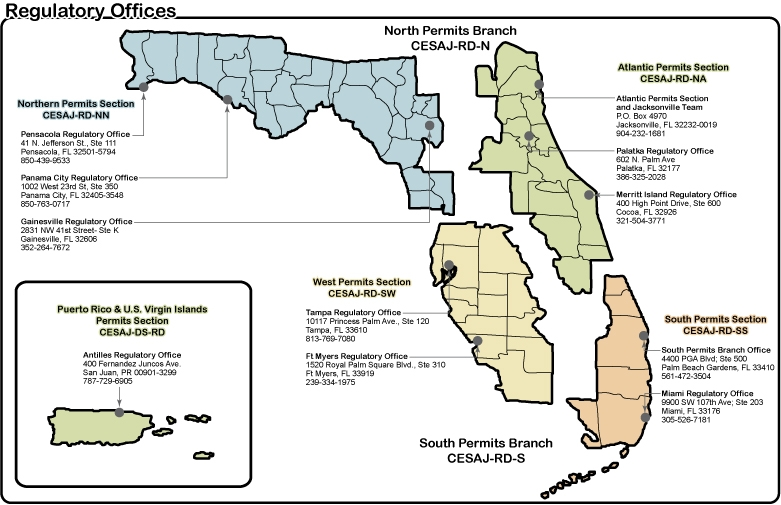 Regulatory Offices
North Permits Branch
CESAJ-RD-N
Northern Permits Section
CESAJ-RD-NN
Pensacola Regulatory Office
41 N. Jefferson St., Ste 111
Pensacola, FL 32501-5794
850-439-9533
Panama City Regulatory Office
1002 West 23rd St, Ste 350
Panama City, FL 32405-3548
850-763-0717
Gainesville Regulatory Office
2831 NW 41st Street- Ste K
Gainesville, FL 32606
352-264-7672
Atlantic Permits Section
CESAJ-RD-NA
Atlantic Permits Section
and Jacksonville Team
P.O. Box 4970
Jacksonville, FL 32232-0019
904-232-1681
Palatka Regulatory Office
602 N. Palm Ave
Palatka, FL 32177
386-325-2028
Merritt Island Regulatory Office
400 High Point Drive, Ste 600
Cocoa, FL 32926
321-504-3771
Puerto Rico & U.S. Virgin Islands
Permits Section
CESAJ-DS-RD
Antilles Regulatory Office
400 Fernandez Juncos Ave.
San Juan, PR 00901-3299
787-729-6905
West Permits Section
CESAJ-RD-SW
Tampa Regulatory Office
10117 Princess Palm Ave., Ste 120
Tampa, FL 33610
813-769-7080
Ft Myers Regulatory Office
1520 Royal Palm Square Blvd., Ste 310
Ft Myers, FL 33919
239-334-1975
South Permits Section
CESAJ-RD-SS
South Permits Branch Office
4400 PGA Blvd; Ste 500
Palm Beach Gardens, FL 33410
561-472-3504
Miami Regulatory Office
9900 SW 107th Ave; Ste 203
Miami, FL 33176
305-526-7181
South Permits Branch
CESAJ-RD-S